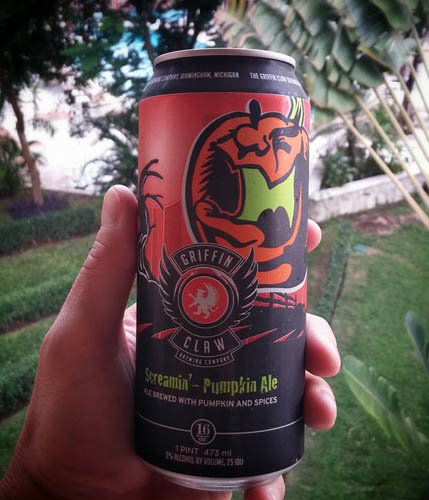 COMPANY, BIRMINGHAM, MICHIGAN THE GRIFFIN CLAW
GRIFFIN
CLAW
BREWING COMPANY
Screamin' - Pumpkin Ale
ALE BREWED WITH PUMPKIN AND SPICES
16
OZ
1 PINT 473 ml
5% ALCOHOL BY VOLUME, 25 IBU